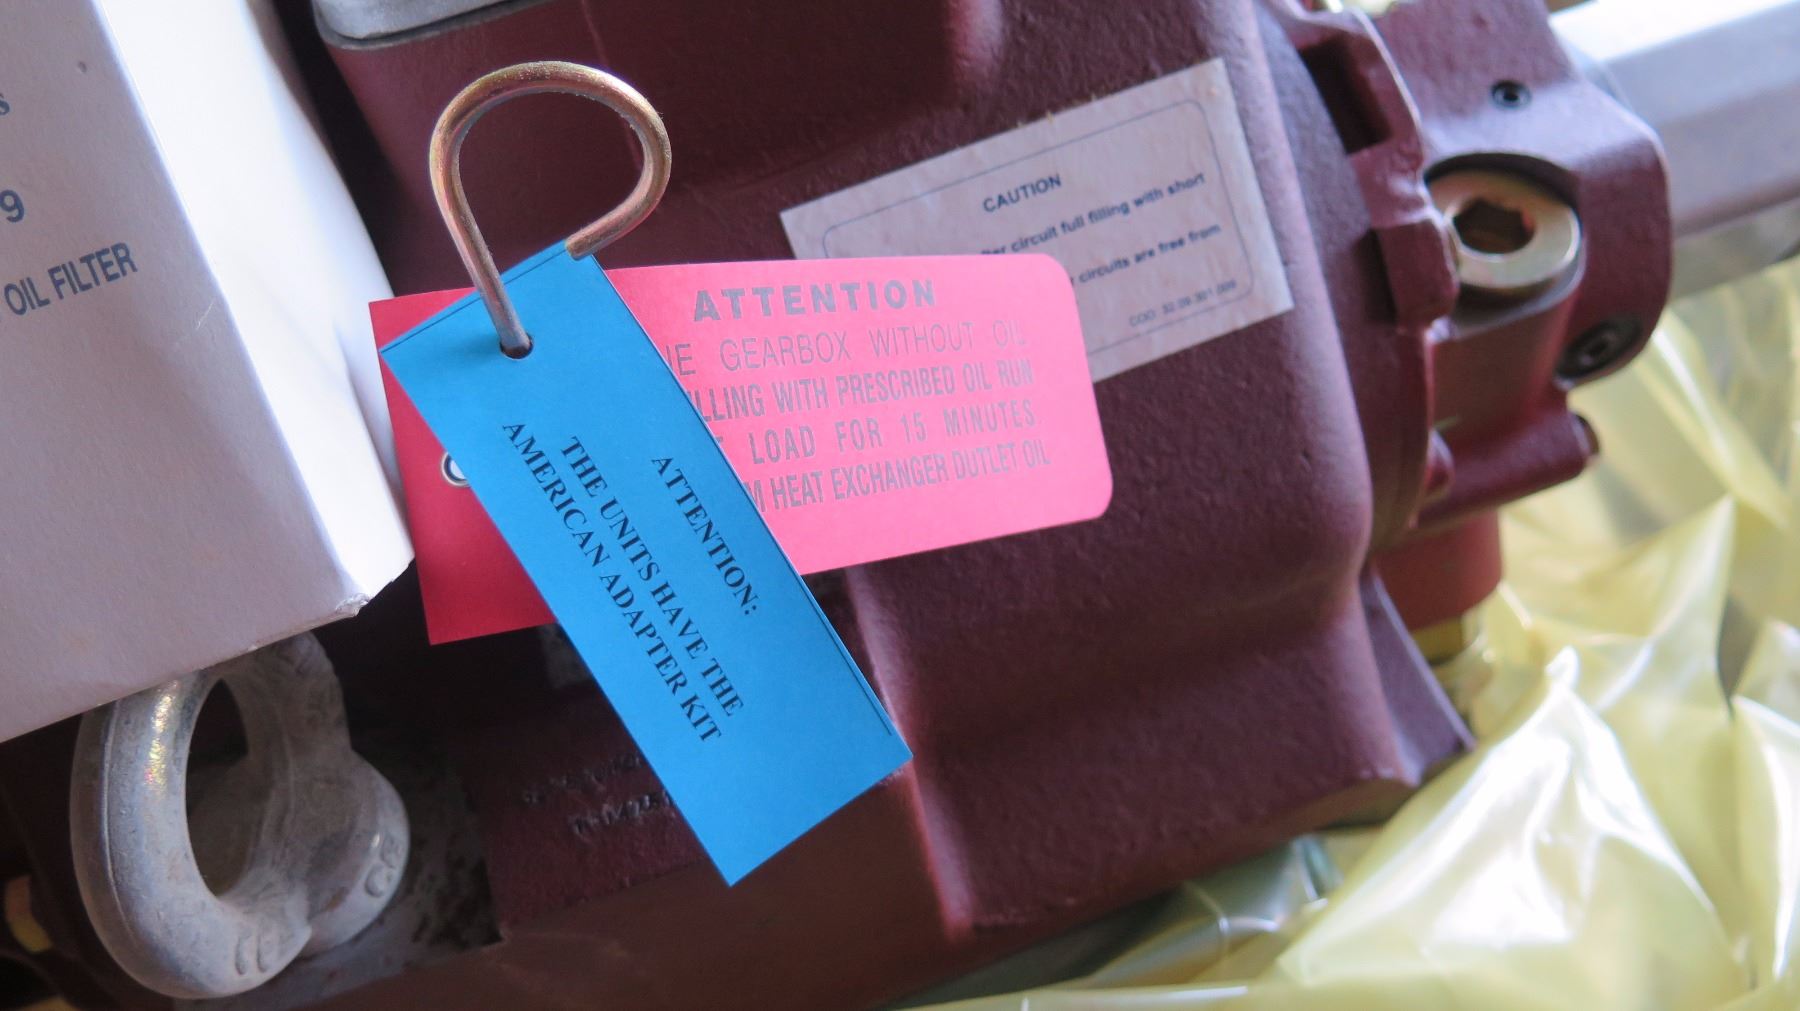 9
OIL FILTER
CAUTION
circuit full filling with short
circuits are free from
COD.
ATTENTION
GEARBOX WITHOUT OIL
WITH PRESCRIBED OIL RUN
LOAD FOR 15 MINUTES.
HEAT EXCHANGER OUTLET OIL
ATTENTION:
THE UNITS HAVE THE
AMERICAN ADAPTER KIT